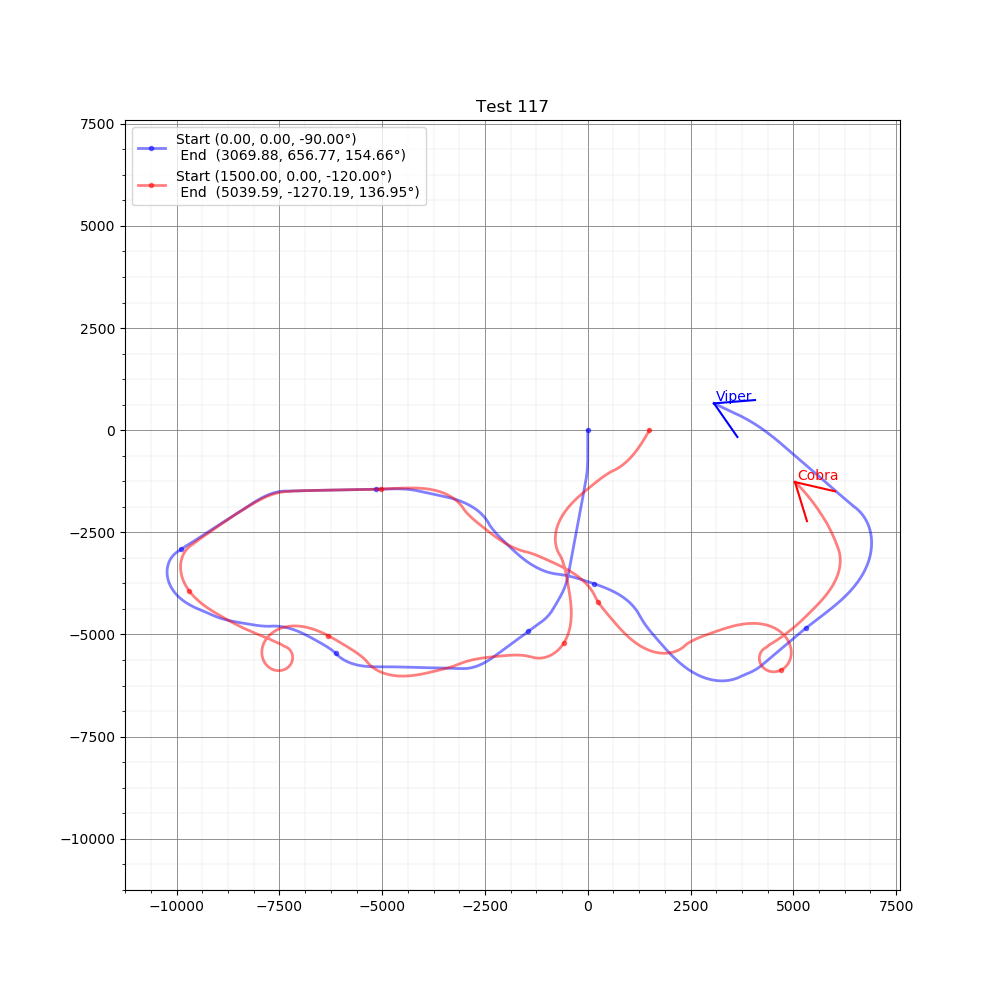 Test 117
Start (0.00, 0.00, -90.00°)
End (3069.88, 656.77, 154.66°)
Start (1500.00, 0.00, -120.00°)
End (5039.59, -1270.19, 136.95°)
7500
5000
2500
0
−2500
−5000
−7500
−10000
Viper
Cobra
−10000 −7500 −5000 −2500 0 2500 5000 7500